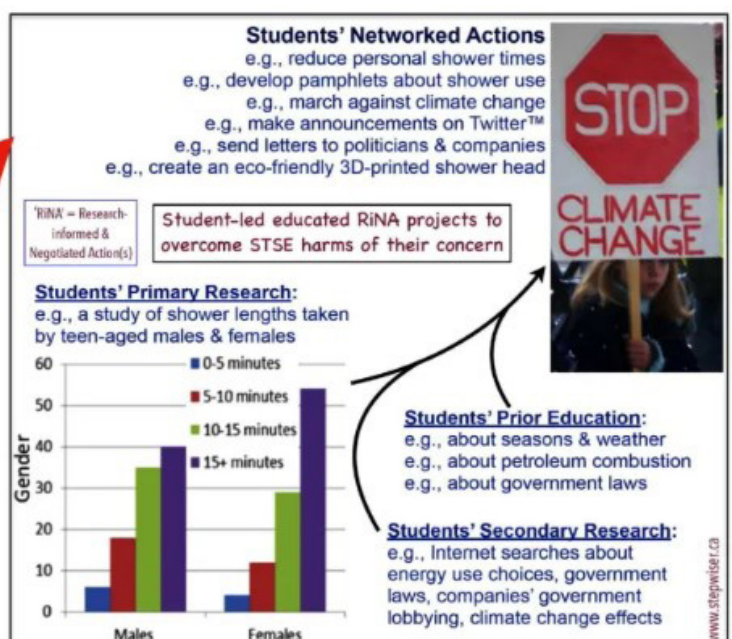 Students' Networked Actions
e.g., reduce personal shower times
e.g., develop pamphlets about shower use
e.g., march against climate change
e.g., make announcements on Twitter™
e.g., send letters to politicians & companies
e.g., create an eco-friendly 3D-printed shower head
STOP
CLIMATE
CHANGE
'RiNA' = Research-
informed &
Negotiated Action(s)
Student-led educated RiNA projects to
overcome STSE harms of their concern
Students' Primary Research:
e.g., a study of shower lengths taken
by teen-aged males & females
60
50
40
30
20
10
0
Gender
0-5 minutes
5-10 minutes
10-15 minutes
15+ minutes
Males
Females
Students' Prior Education:
e.g., about seasons & weather
e.g., about petroleum combustion
e.g., about government laws
Students' Secondary Research:
e.g., Internet searches about
energy use choices, government
laws, companies' government
lobbying, climate change effects
www.stepwiser.ca